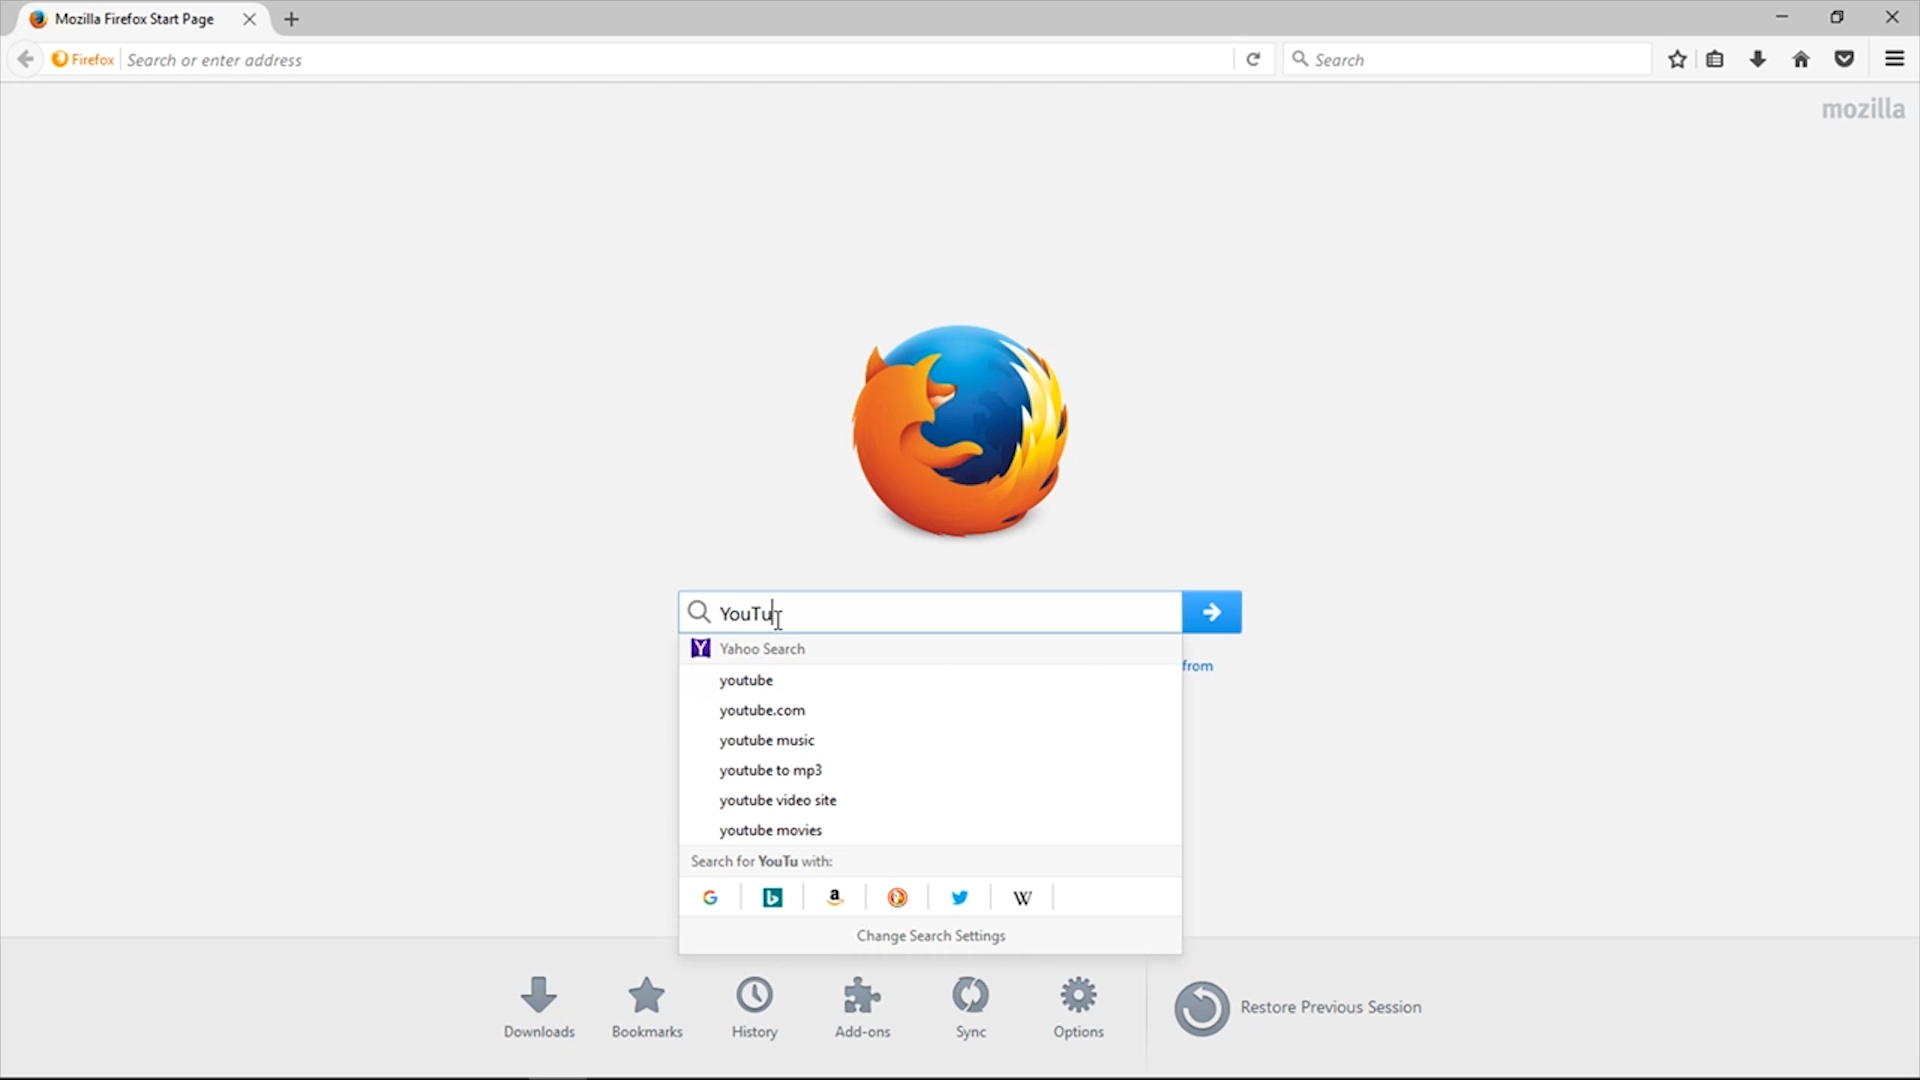 Mozilla Firefox Start Page
Firefox
Search or enter address
Search
mozilla
YouTu
Yahoo Search
from
youtube
youtube.com
youtube music
youtube to mp3
youtube video site
youtube movies
Search for YouTu with:
Change Search Settings
Downloads
Bookmarks
History
Add-ons
Sync
Options
Restore Previous Session